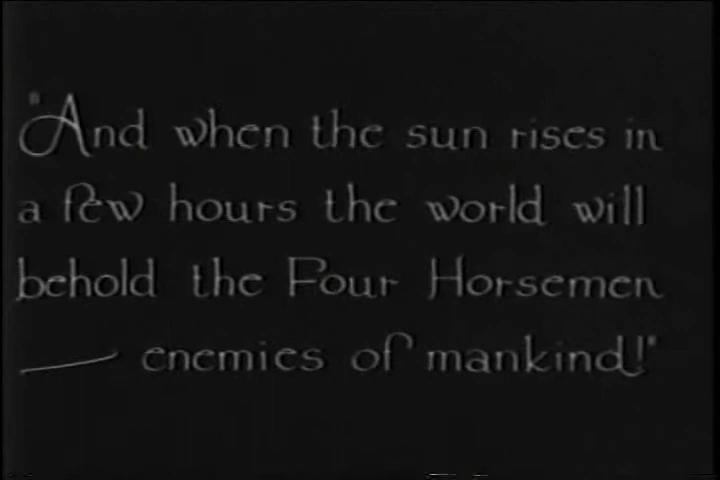 "And when the sun rises in
a few hours the world will
behold the Four Horsemen
— enemies of mankind!"